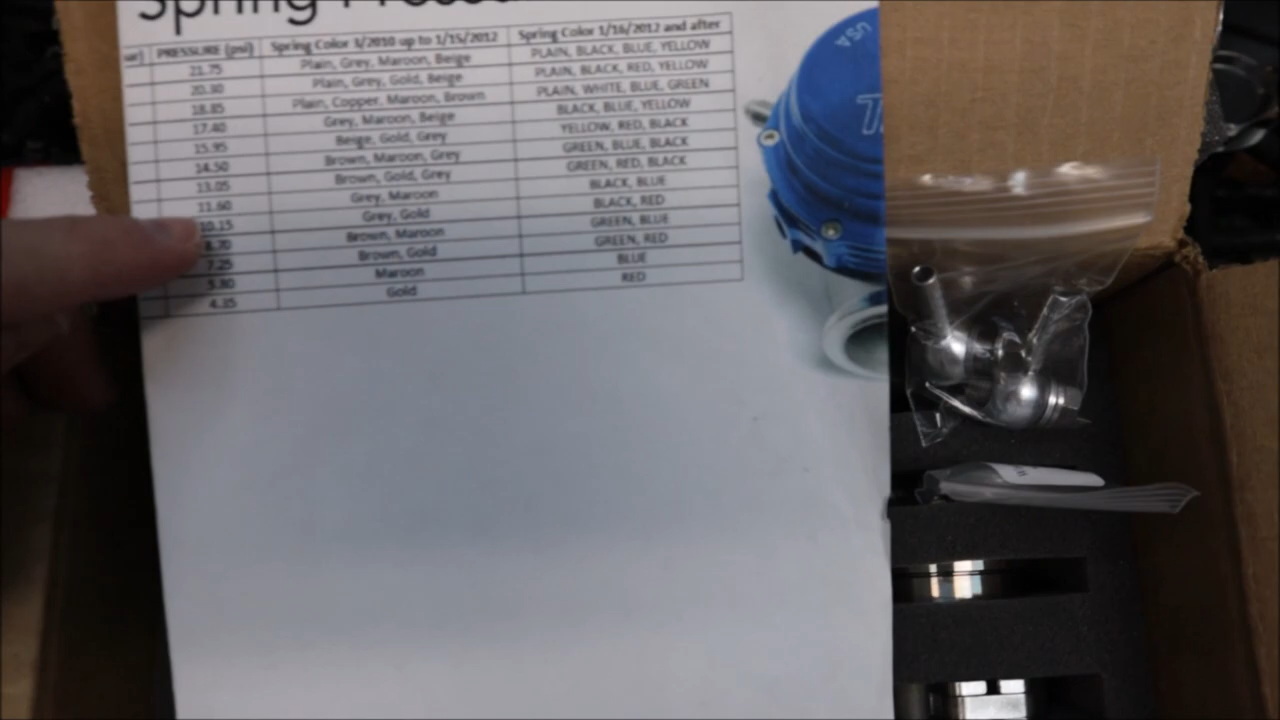 Spring
PRESSURE (psi) Spring Color 3/2010 up to 1/15/2012 Spring Color 1/16/2012 and after
21.75 Plain, Grey, Maroon, Beige PLAIN, BLACK, BLUE, YELLOW
20.30 Plain, Grey, Gold, Beige PLAIN, BLACK, RED, YELLOW
18.85 Plain, Copper, Maroon, Brown PLAIN, WHITE, BLUE, GREEN
17.40 Grey, Maroon, Beige BLACK, BLUE, YELLOW
15.95 Beige, Gold, Grey YELLOW, RED, BLACK
14.50 Brown, Maroon, Grey GREEN, BLUE, BLACK
13.05 Brown, Gold, Grey GREEN, RED, BLACK
11.60 Grey, Maroon BLACK, BLUE
10.15 Grey, Gold BLACK, RED
8.70 Brown, Maroon GREEN, BLUE
7.25 Brown, Gold GREEN, RED
5.80 Maroon BLUE
4.35 Gold RED
USA